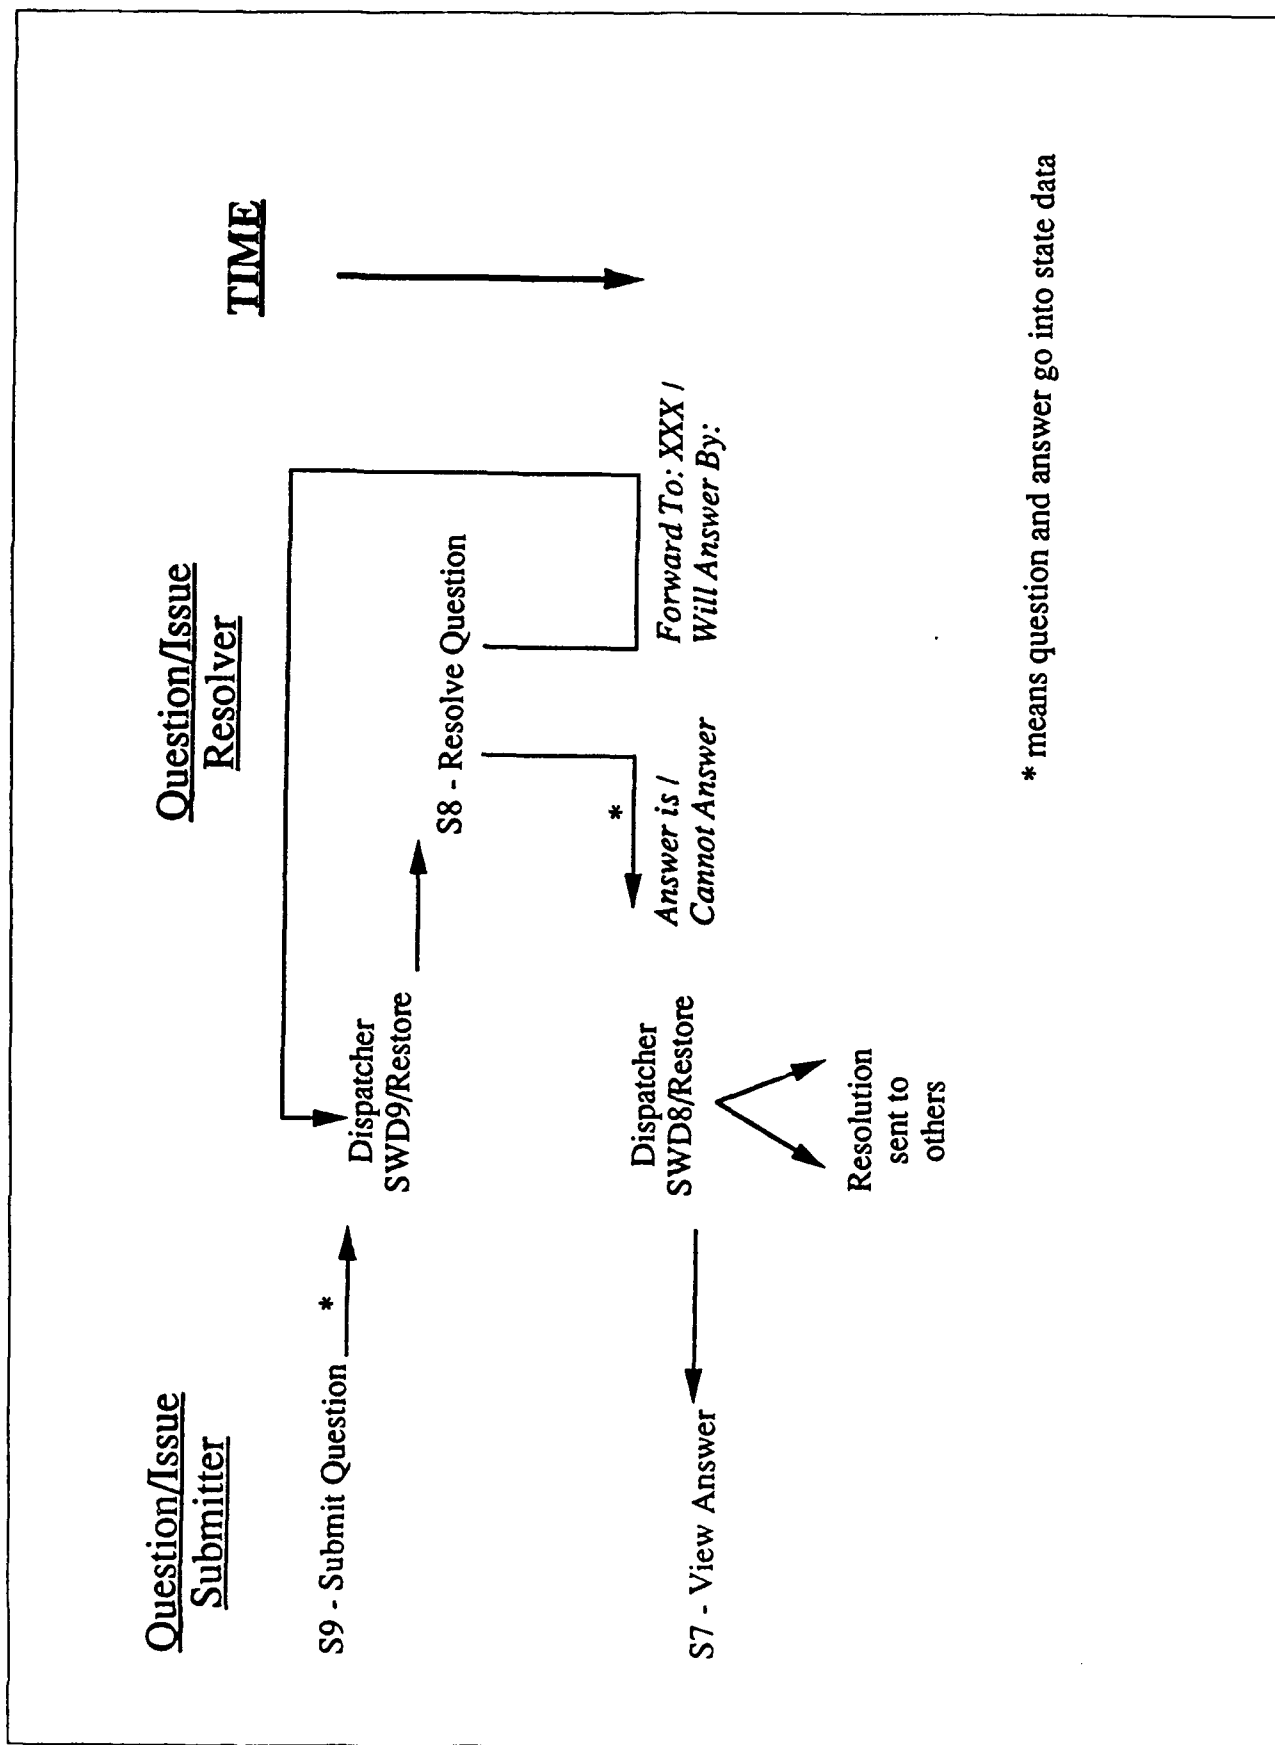 Question/Issue
Submitter
Question/Issue
Resolver
TIME
S9 - Submit Question
*
Dispatcher
SWD9/Restore
S8 - Resolve Question
*
Answer is /
Cannot Answer
Forward To: XXX /
Will Answer By:
Dispatcher
SWD8/Restore
S7 - View Answer
Resolution
sent to
others
* means question and answer go into state data